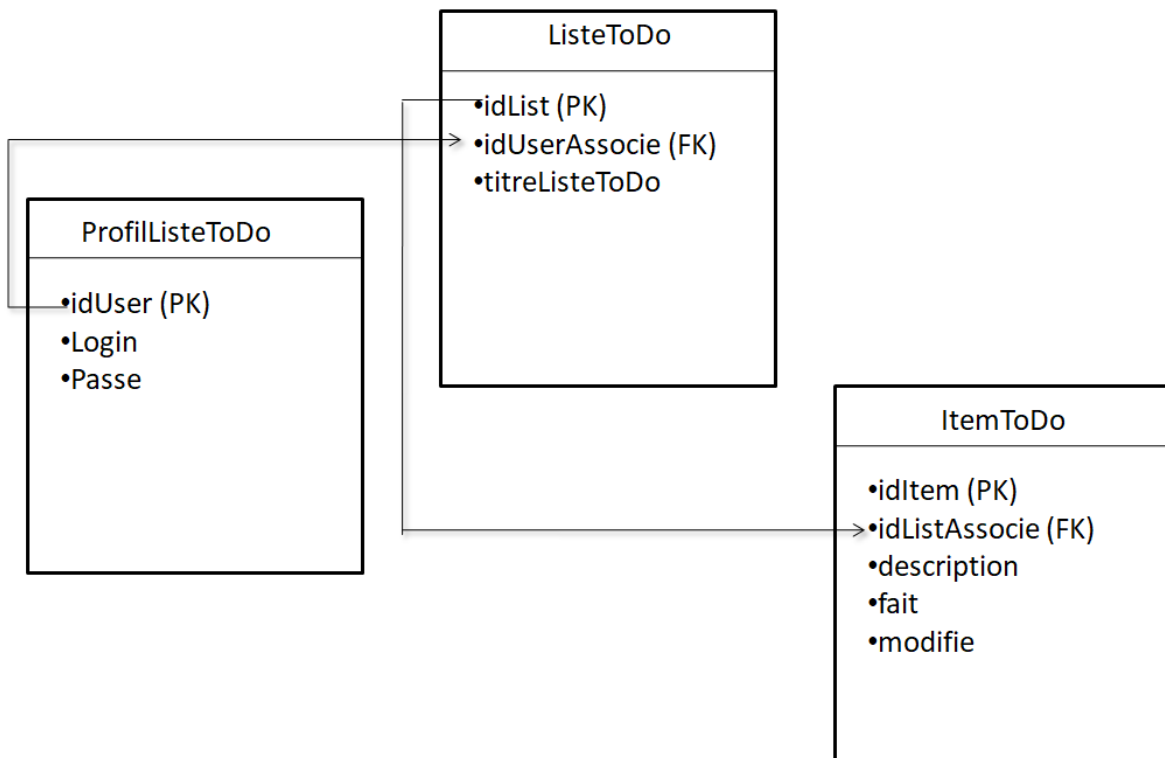 ListeToDo
•idList (PK)
•idUserAssocie (FK)
•titreListeToDo
ProfilListeToDo
•idUser (PK)
•Login
•Passe
ItemToDo
•idItem (PK)
•idListAssocie (FK)
•description
•fait
•modifie